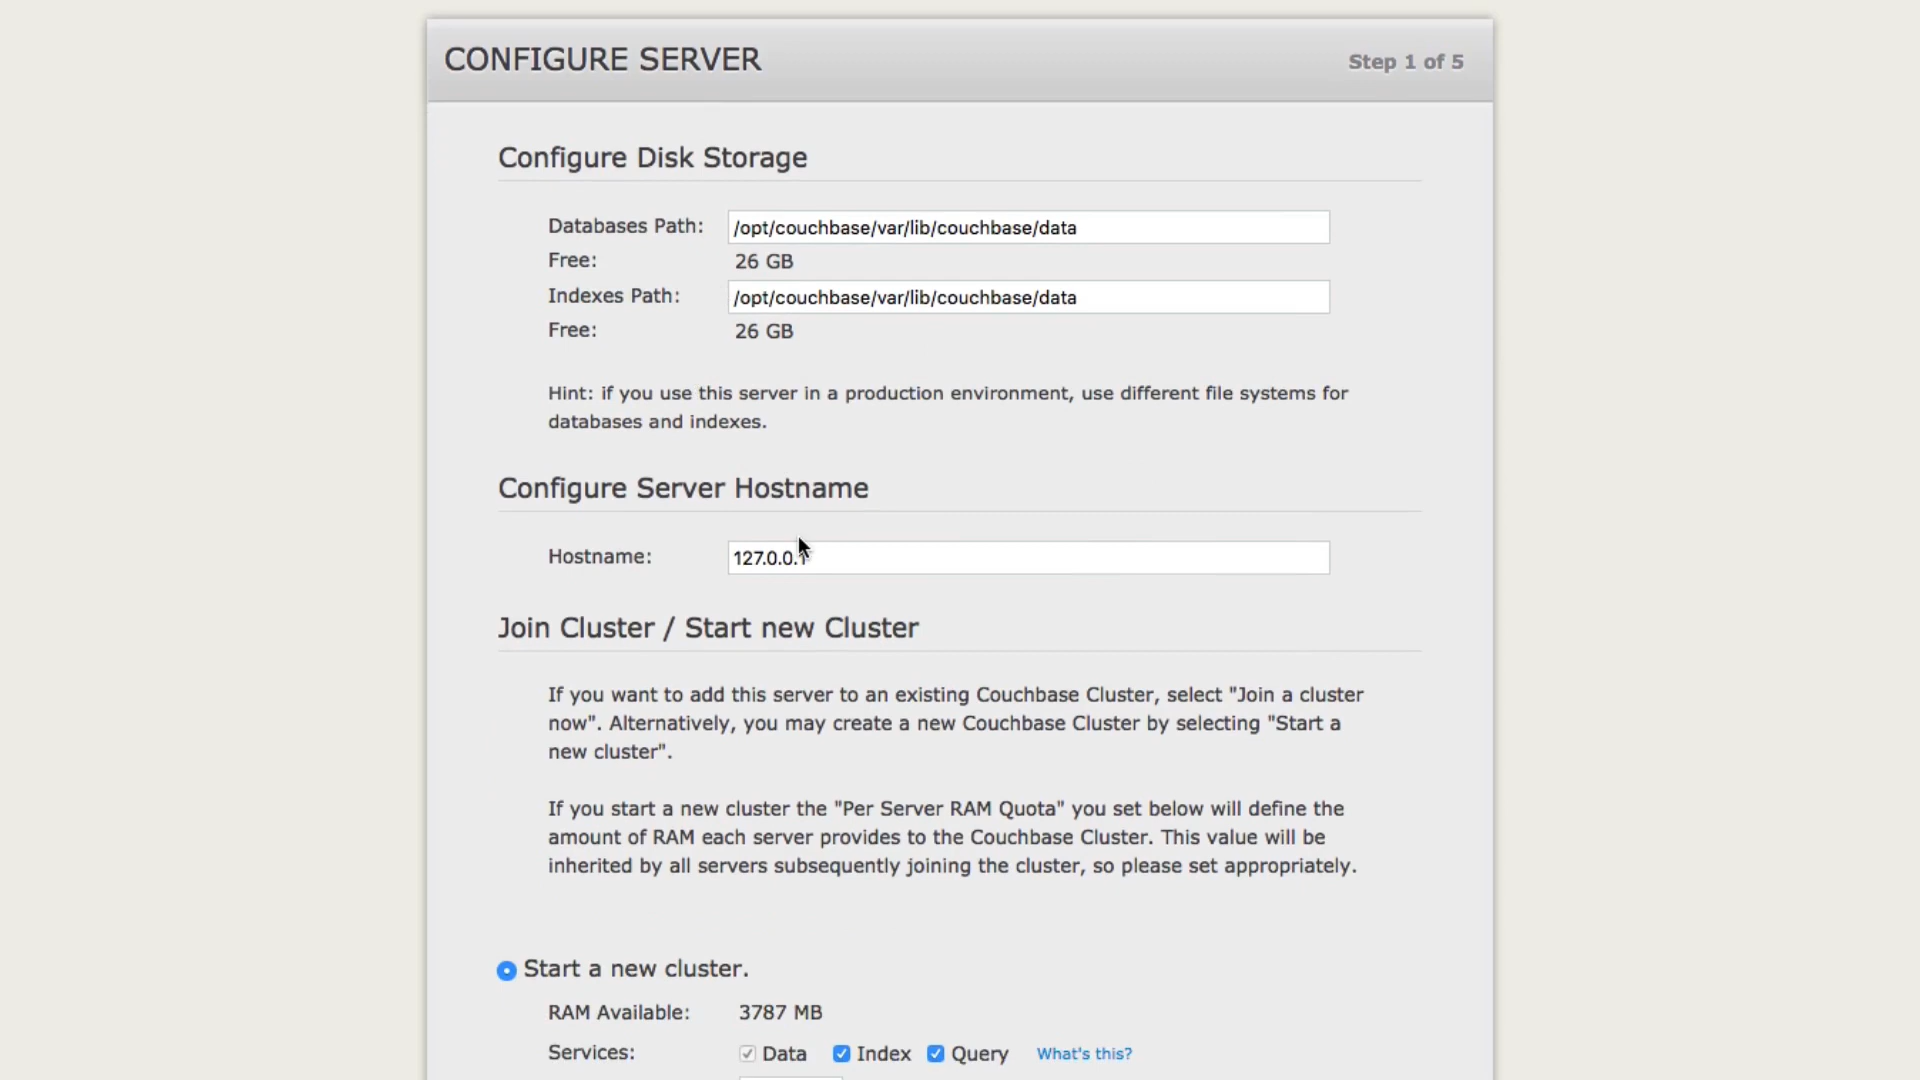 CONFIGURE SERVER
Step 1 of 5
Configure Disk Storage
Databases Path: /opt/couchbase/var/lib/couchbase/data
Free: 26 GB
Indexes Path: /opt/couchbase/var/lib/couchbase/data
Free: 26 GB
Hint: if you use this server in a production environment, use different file systems for
databases and indexes.
Configure Server Hostname
Hostname: 127.0.0.1
Join Cluster / Start new Cluster
If you want to add this server to an existing Couchbase Cluster, select "Join a cluster
now". Alternatively, you may create a new Couchbase Cluster by selecting "Start a
new cluster".
If you start a new cluster the "Per Server RAM Quota" you set below will define the
amount of RAM each server provides to the Couchbase Cluster. This value will be
inherited by all servers subsequently joining the cluster, so please set appropriately.
Start a new cluster.
RAM Available: 3787 MB
Services: Data Index Query What's this?